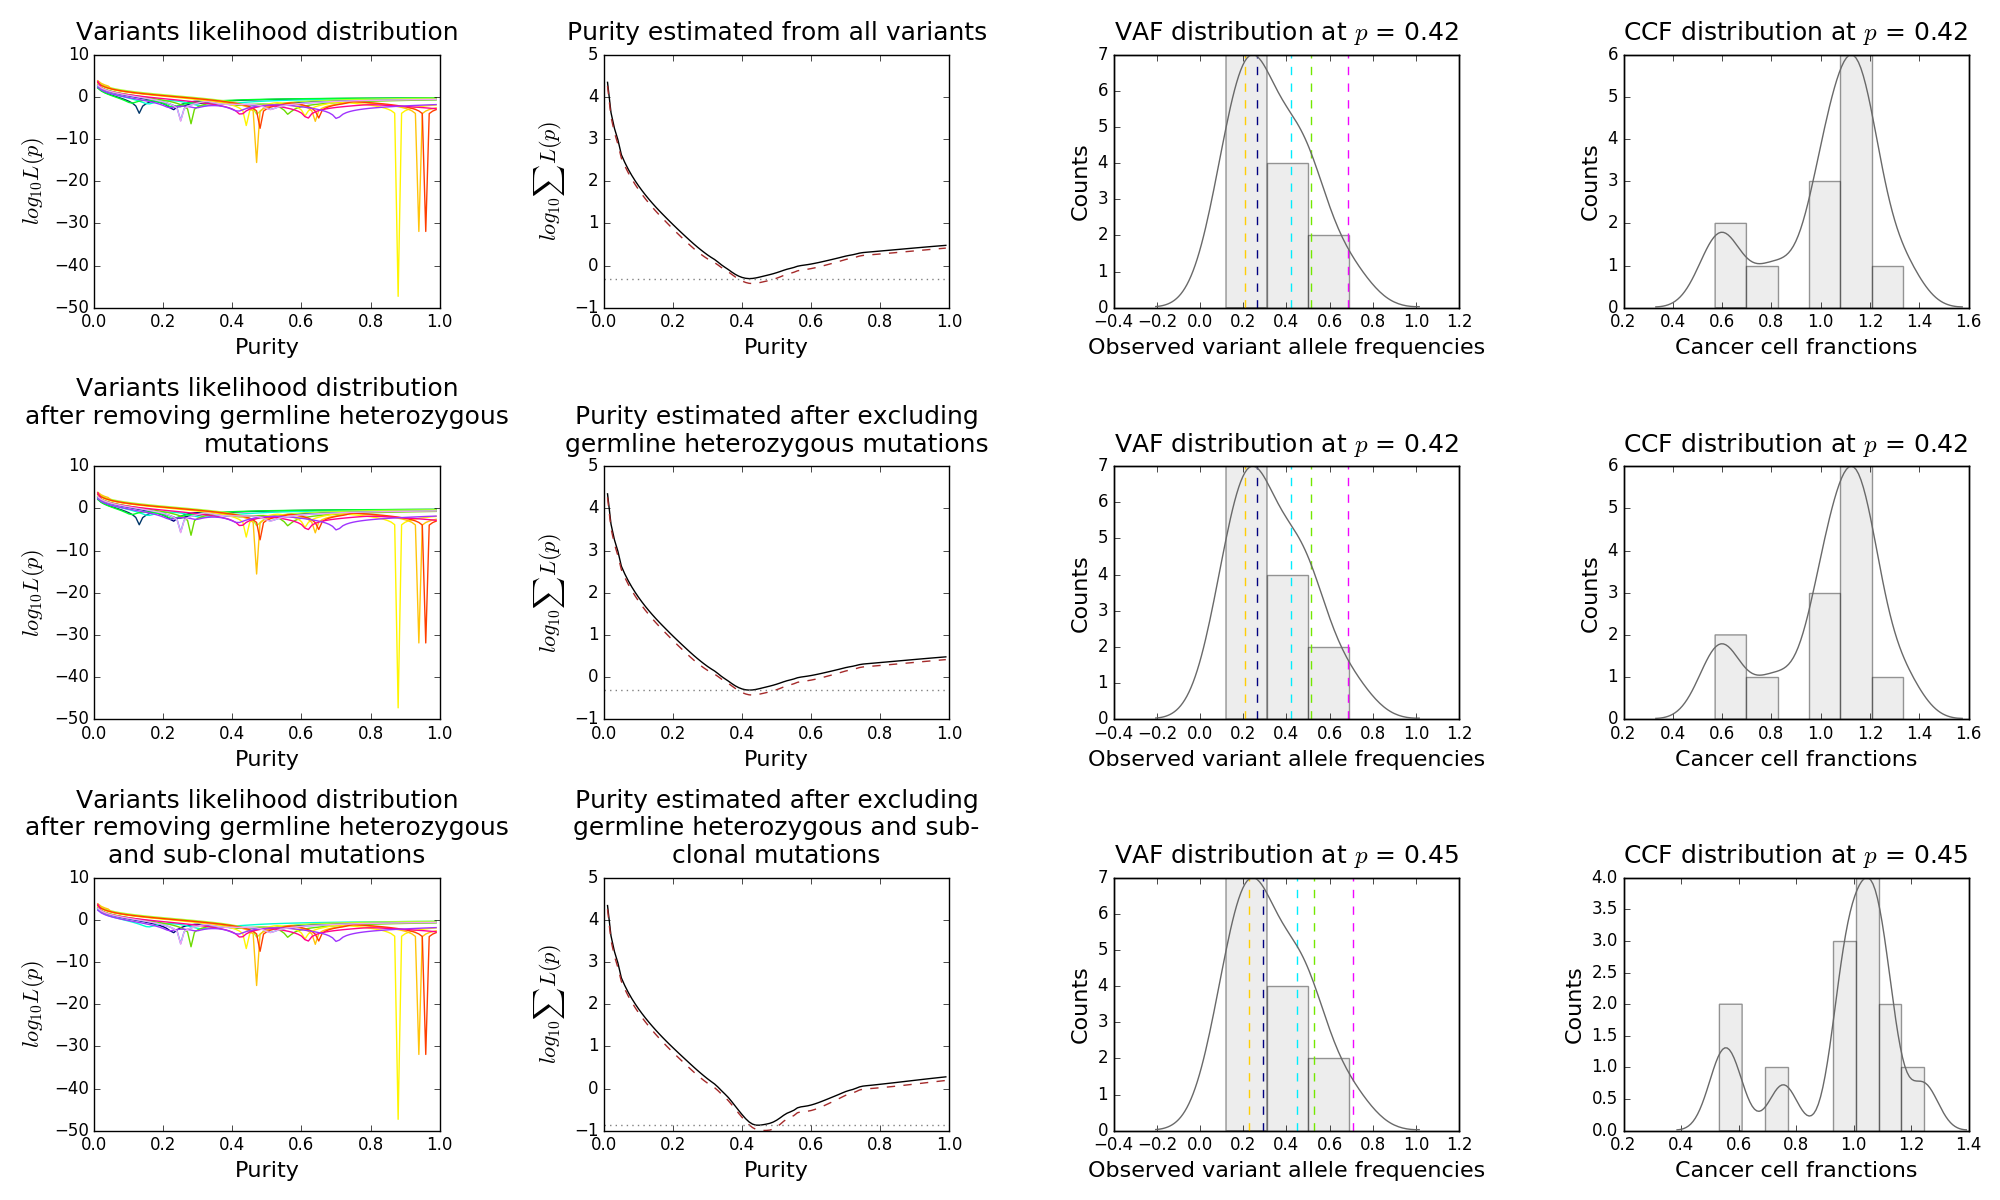 Variants likelihood distribution
10
0
−10
−20
−30
−40
−50
0.0 0.2 0.4 0.6 0.8 1.0
log10 L(p)
Purity
Purity estimated from all variants
5
4
3
2
1
0
−1
0.0 0.2 0.4 0.6 0.8 1.0
log10 ∑ L(p)
Purity
VAF distribution at p = 0.42
7
6
5
4
3
2
1
0
−0.4 −0.2 0.0 0.2 0.4 0.6 0.8 1.0 1.2
Counts
Observed variant allele frequencies
CCF distribution at p = 0.42
6
5
4
3
2
1
0
0.2 0.4 0.6 0.8 1.0 1.2 1.4 1.6
Counts
Cancer cell franctions
Variants likelihood distribution
after removing germline heterozygous
mutations
10
0
−10
−20
−30
−40
−50
0.0 0.2 0.4 0.6 0.8 1.0
log10 L(p)
Purity
Purity estimated after excluding
germline heterozygous mutations
5
4
3
2
1
0
−1
0.0 0.2 0.4 0.6 0.8 1.0
log10 ∑ L(p)
Purity
VAF distribution at p = 0.42
7
6
5
4
3
2
1
0
−0.4 −0.2 0.0 0.2 0.4 0.6 0.8 1.0 1.2
Counts
Observed variant allele frequencies
CCF distribution at p = 0.42
6
5
4
3
2
1
0
0.2 0.4 0.6 0.8 1.0 1.2 1.4 1.6
Counts
Cancer cell franctions
Variants likelihood distribution
after removing germline heterozygous
and sub-clonal mutations
10
0
−10
−20
−30
−40
−50
0.0 0.2 0.4 0.6 0.8 1.0
log10 L(p)
Purity
Purity estimated after excluding
germline heterozygous and sub-
clonal mutations
5
4
3
2
1
0
−1
0.0 0.2 0.4 0.6 0.8 1.0
log10 ∑ L(p)
Purity
VAF distribution at p = 0.45
7
6
5
4
3
2
1
0
−0.4 −0.2 0.0 0.2 0.4 0.6 0.8 1.0 1.2
Counts
Observed variant allele frequencies
CCF distribution at p = 0.45
4.0
3.5
3.0
2.5
2.0
1.5
1.0
0.5
0.0
0.2 0.4 0.6 0.8 1.0 1.2 1.4
Counts
Cancer cell franctions